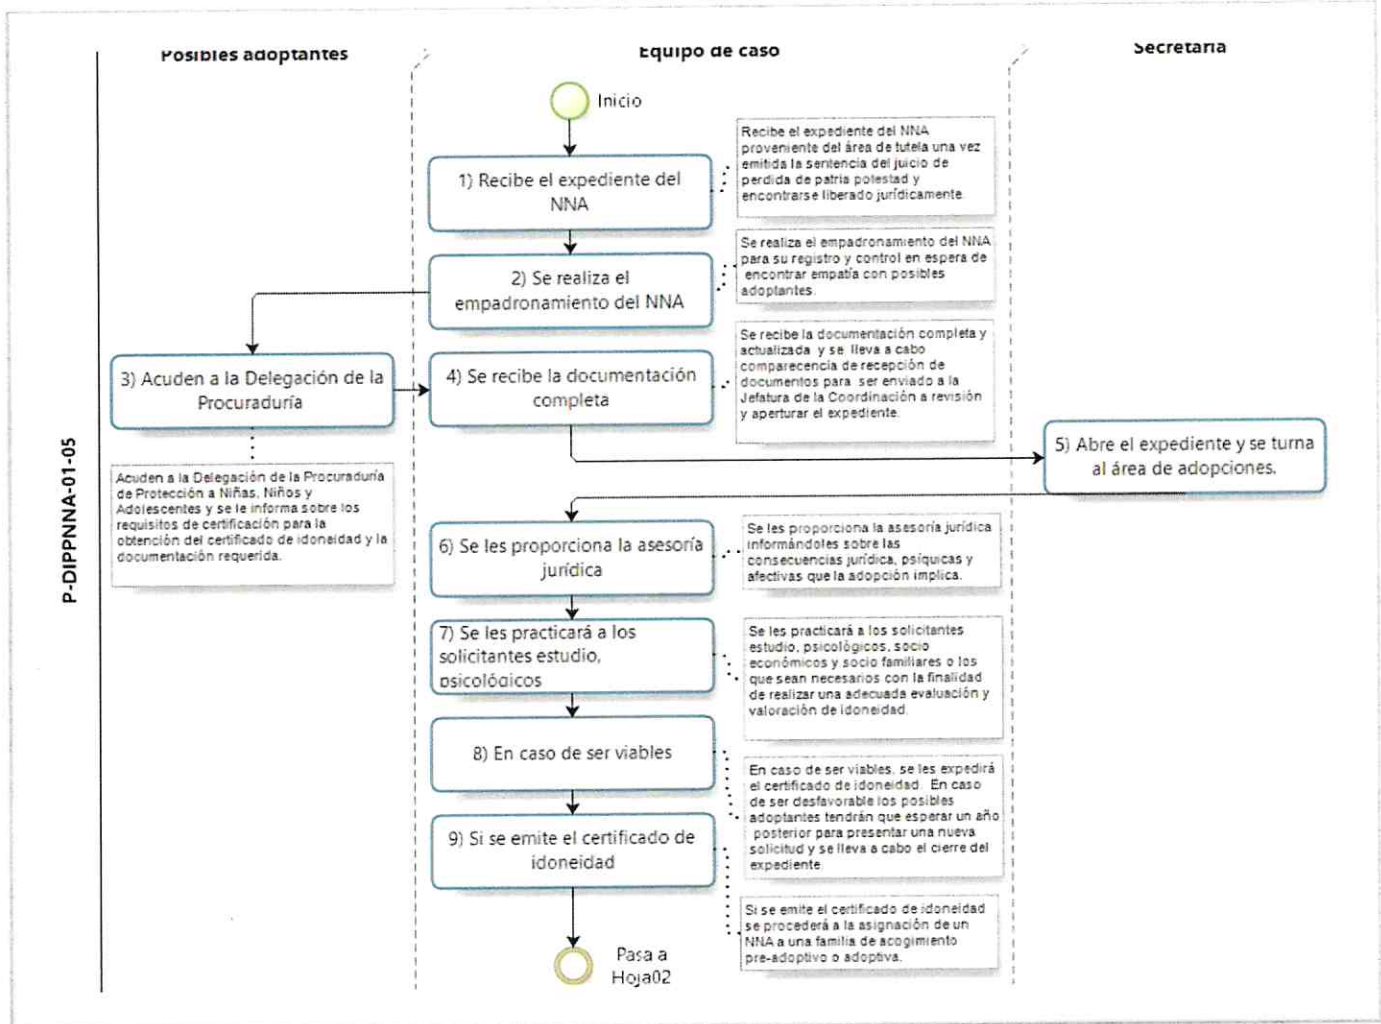 Posibles adoptantes
Equipo de caso
Secretaria
P-DIPPNNA-01-05
Inicio
1) Recibe el expediente del
NNA
Recibe el expediente del NNA
proveniente del área de tutela una vez
emitida la sentencia del juicio de
perdida de patria potestad y
encontrarse liberado jurídicamente.
2) Se realiza el
empadronamiento del NNA
Se realiza el empadronamiento del NNA
para su registro y control en espera de
encontrar empatía con posibles
adoptantes.
3) Acuden a la Delegación de la
Procuraduría
Acuden a la Delegación de la Procuraduría
de Protección a Niñas, Niños y
Adolescentes y se le informa sobre los
requisitos de certificación para la
obtención del certificado de idoneidad y la
documentación requerida.
4) Se recibe la documentación
completa
Se recibe la documentación completa y
actualizada y se lleva a cabo
comparecencia de recepción de
documentos para ser enviado a la
Jefatura de la Coordinación a revisión
y aperturar el expediente.
5) Abre el expediente y se turna
al área de adopciones.
6) Se les proporciona la asesoría
jurídica
Se les proporciona la asesoría jurídica
informándoles sobre las
consecuencias jurídica, psíquicas y
afectivas que la adopción implica.
7) Se les practicará a los
solicitantes estudio,
psicológicos
Se les practicará a los solicitantes
estudio, psicológicos, socio
económicos y socio familiares o los
que sean necesarios con la finalidad
de realizar una adecuada evaluación y
valoración de idoneidad.
8) En caso de ser viables
En caso de ser viables, se les expedirá
el certificado de idoneidad. En caso
de ser desfavorable los posibles
adoptantes tendrán que esperar un año
posterior para presentar una nueva
solicitud y se lleva a cabo el cierre del
expediente
9) Si se emite el certificado de
idoneidad
Si se emite el certificado de idoneidad
se procederá a la asignación de un
NNA a una familia de acogimiento
pre-adoptivo o adoptiva.
Pasa a
Hoja02